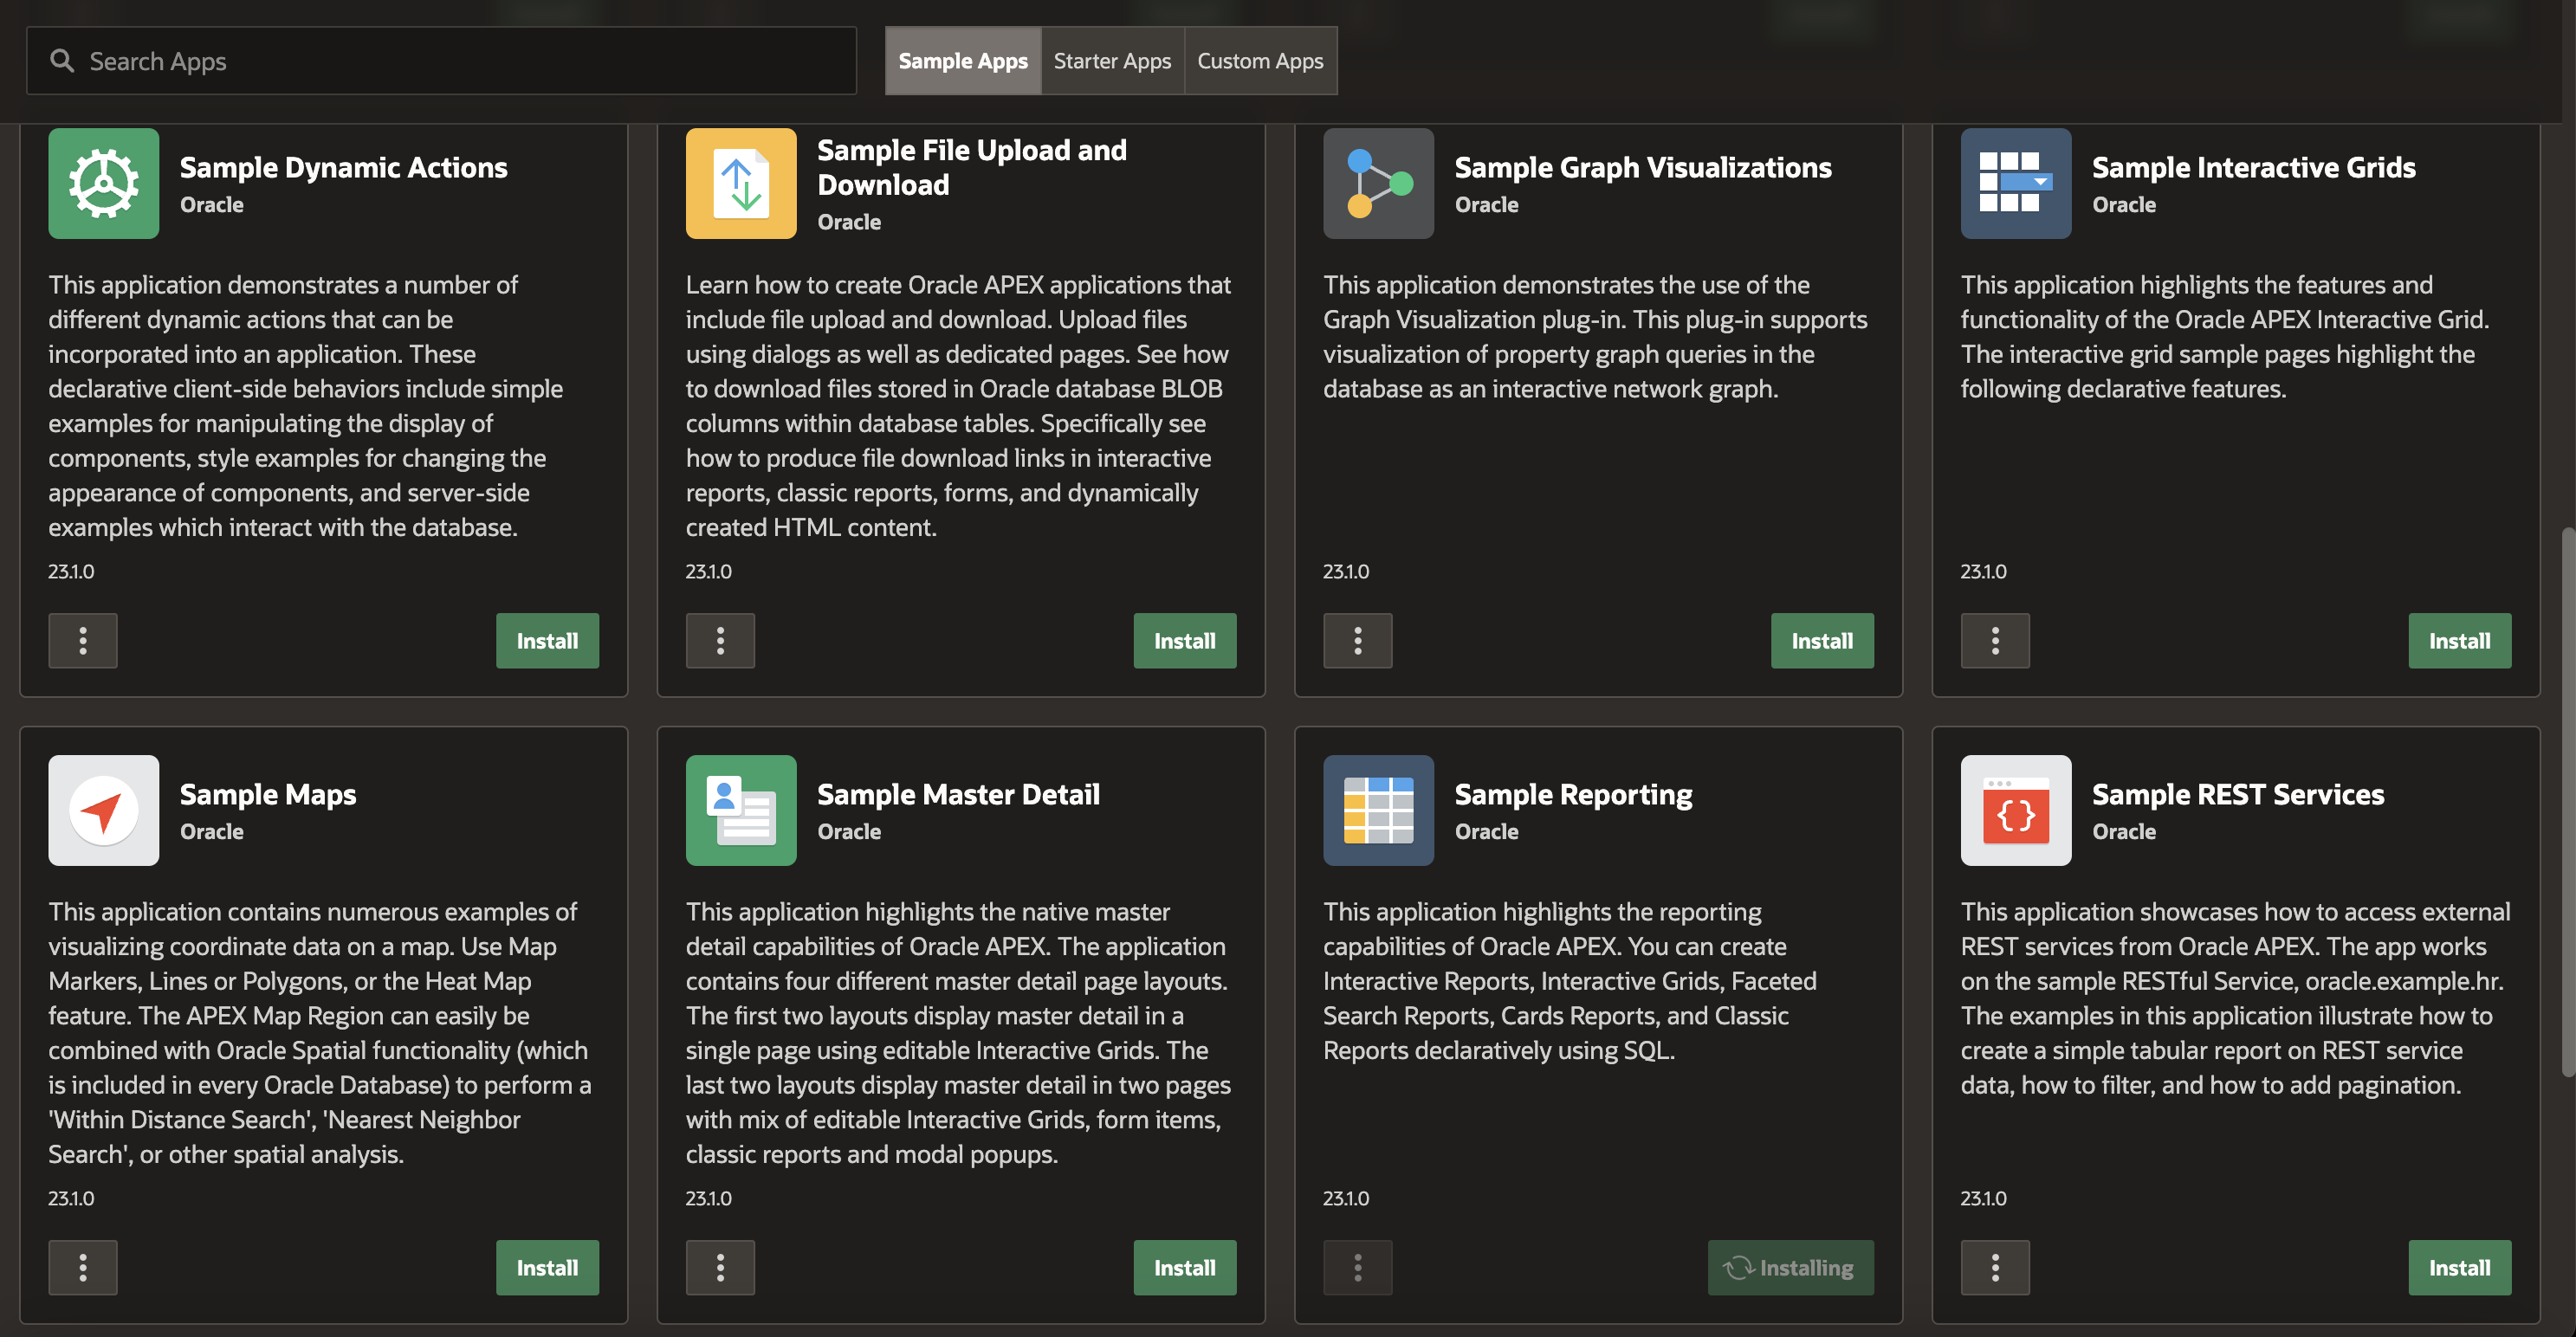 Search Apps
Sample Apps
Starter Apps
Custom Apps
Sample Dynamic Actions
Oracle
This application demonstrates a number of
different dynamic actions that can be
incorporated into an application. These
declarative client-side behaviors include simple
examples for manipulating the display of
components, style examples for changing the
appearance of components, and server-side
examples which interact with the database.
23.1.0
Install
Sample File Upload and
Download
Oracle
Learn how to create Oracle APEX applications that
include file upload and download. Upload files
using dialogs as well as dedicated pages. See how
to download files stored in Oracle database BLOB
columns within database tables. Specifically see
how to produce file download links in interactive
reports, classic reports, forms, and dynamically
created HTML content.
23.1.0
Install
Sample Graph Visualizations
Oracle
This application demonstrates the use of the
Graph Visualization plug-in. This plug-in supports
visualization of property graph queries in the
database as an interactive network graph.
23.1.0
Install
Sample Interactive Grids
Oracle
This application highlights the features and
functionality of the Oracle APEX Interactive Grid.
The interactive grid sample pages highlight the
following declarative features.
23.1.0
Install
Sample Maps
Oracle
This application contains numerous examples of
visualizing coordinate data on a map. Use Map
Markers, Lines or Polygons, or the Heat Map
feature. The APEX Map Region can easily be
combined with Oracle Spatial functionality (which
is included in every Oracle Database) to perform a
'Within Distance Search', 'Nearest Neighbor
Search', or other spatial analysis.
23.1.0
Install
Sample Master Detail
Oracle
This application highlights the native master
detail capabilities of Oracle APEX. The application
contains four different master detail page layouts.
The first two layouts display master detail in a
single page using editable Interactive Grids. The
last two layouts display master detail in two pages
with mix of editable Interactive Grids, form items,
classic reports and modal popups.
23.1.0
Install
Sample Reporting
Oracle
This application highlights the reporting
capabilities of Oracle APEX. You can create
Interactive Reports, Interactive Grids, Faceted
Search Reports, Cards Reports, and Classic
Reports declaratively using SQL.
23.1.0
Installing
Sample REST Services
Oracle
This application showcases how to access external
REST services from Oracle APEX. The app works
on the sample RESTful Service, oracle.example.hr.
The examples in this application illustrate how to
create a simple tabular report on REST service
data, how to filter, and how to add pagination.
23.1.0
Install